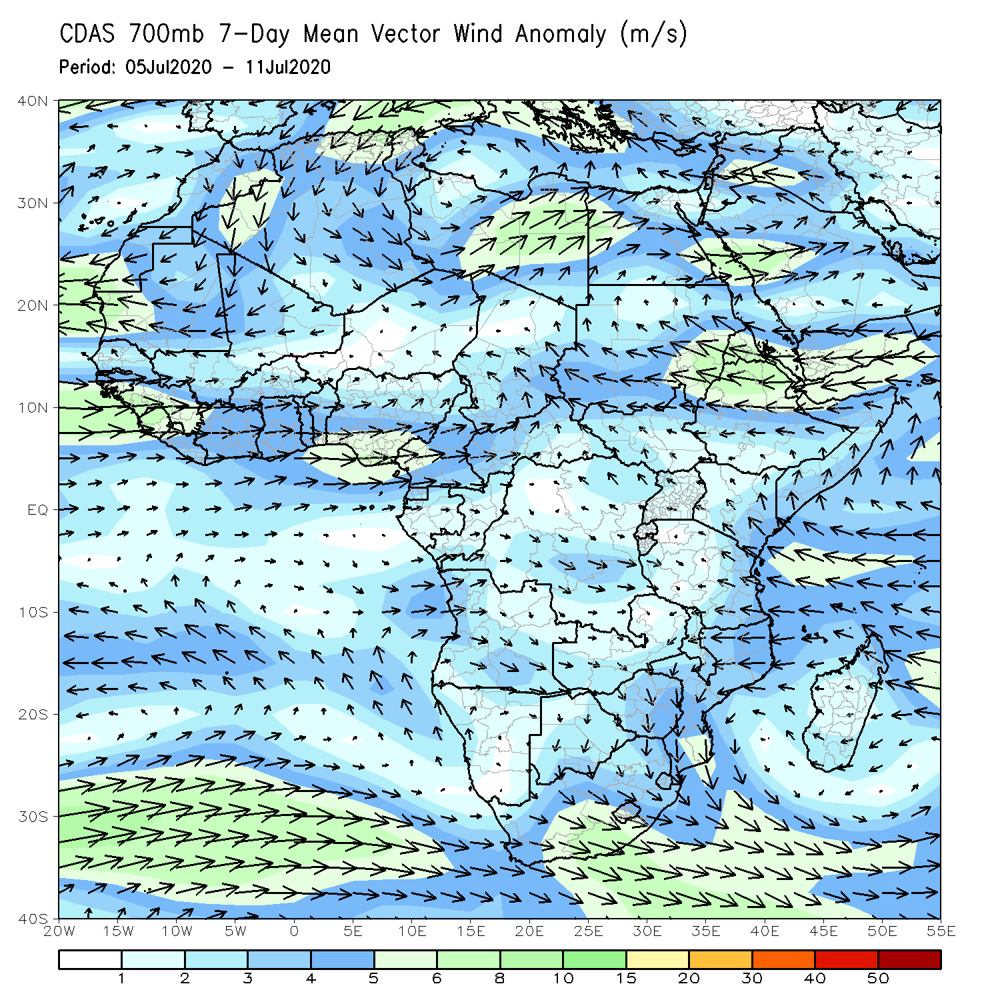 CDAS 700mb 7-Day Mean Vector Wind Anomaly (m/s)
Period: 05Jul2020 - 11Jul2020
40N
30N
20N
10N
EQ
10S
20S
30S
40S
20W 15W 10W 5W 0 5E 10E 15E 20E 25E 30E 35E 40E 45E 50E 55E
1 2 3 4 5 6 8 10 15 20 30 40 50